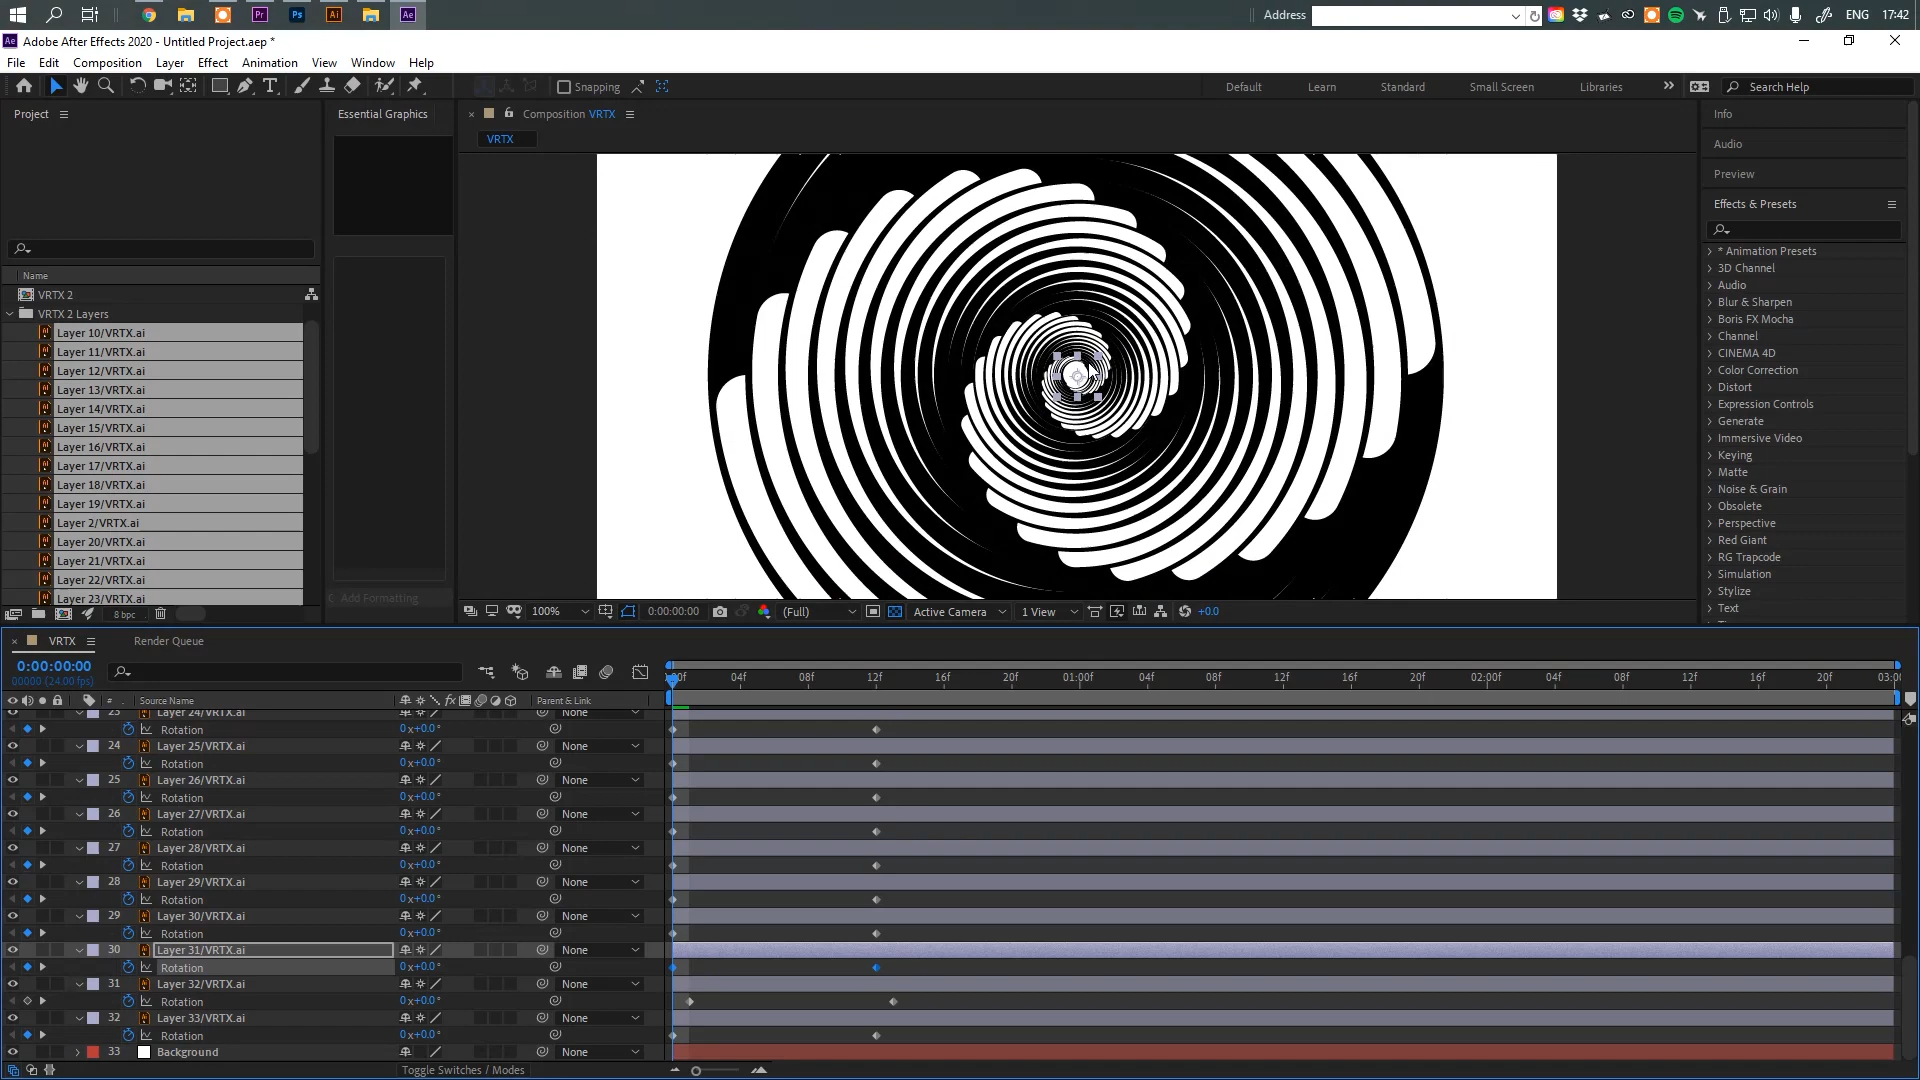 Address
ENG 17:42
Adobe After Effects 2020 - Untitled Project.aep *
File Edit Composition Layer Effect Animation View Window Help
Snapping
Default Learn Standard Small Screen Libraries Search Help
Project
Essential Graphics
Composition VRTX
VRTX
Info
Audio
Preview
Effects & Presets
Name
VRTX 2
VRTX 2 Layers
Layer 10/VRTX.ai
Layer 11/VRTX.ai
Layer 12/VRTX.ai
Layer 13/VRTX.ai
Layer 14/VRTX.ai
Layer 15/VRTX.ai
Layer 16/VRTX.ai
Layer 17/VRTX.ai
Layer 18/VRTX.ai
Layer 19/VRTX.ai
Layer 2/VRTX.ai
Layer 20/VRTX.ai
Layer 21/VRTX.ai
Layer 22/VRTX.ai
Layer 23/VRTX.ai
8 bpc
Add Formatting
* Animation Presets
3D Channel
Audio
Blur & Sharpen
Boris FX Mocha
Channel
CINEMA 4D
Color Correction
Distort
Expression Controls
Generate
Immersive Video
Keying
Matte
Noise & Grain
Obsolete
Perspective
Red Giant
RG Trapcode
Simulation
Stylize
Text
100% 0:00:00:00 (Full) Active Camera 1 View +0.0
VRTX Render Queue
0:00:00:00
00000 (24.00 fps)
00f 04f 08f 12f 16f 20f 01:00f 04f 08f 12f 16f 20f 02:00f 04f 08f 12f 16f 20f 03:00
# Source Name Parent & Link
23 Layer 24/VRTX.ai None
Rotation 0x+0.0°
24 Layer 25/VRTX.ai None
Rotation 0x+0.0°
25 Layer 26/VRTX.ai None
Rotation 0x+0.0°
26 Layer 27/VRTX.ai None
Rotation 0x+0.0°
27 Layer 28/VRTX.ai None
Rotation 0x+0.0°
28 Layer 29/VRTX.ai None
Rotation 0x+0.0°
29 Layer 30/VRTX.ai None
Rotation 0x+0.0°
30 Layer 31/VRTX.ai None
Rotation 0x+0.0°
31 Layer 32/VRTX.ai None
Rotation 0x+0.0°
32 Layer 33/VRTX.ai None
Rotation 0x+0.0°
33 Background None
Toggle Switches / Modes